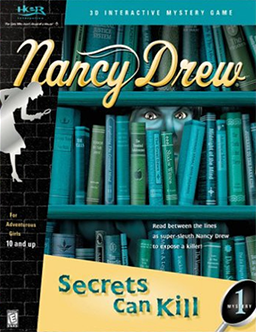 HeR
INTERACTIVE
3D INTERACTIVE MYSTERY GAME
Nancy Drew
For
Adventurous
Girls
10 and up
Read between the lines
as super-sleuth Nancy Drew
to expose a killer!
Secrets
Can Kill
1
MYSTERY